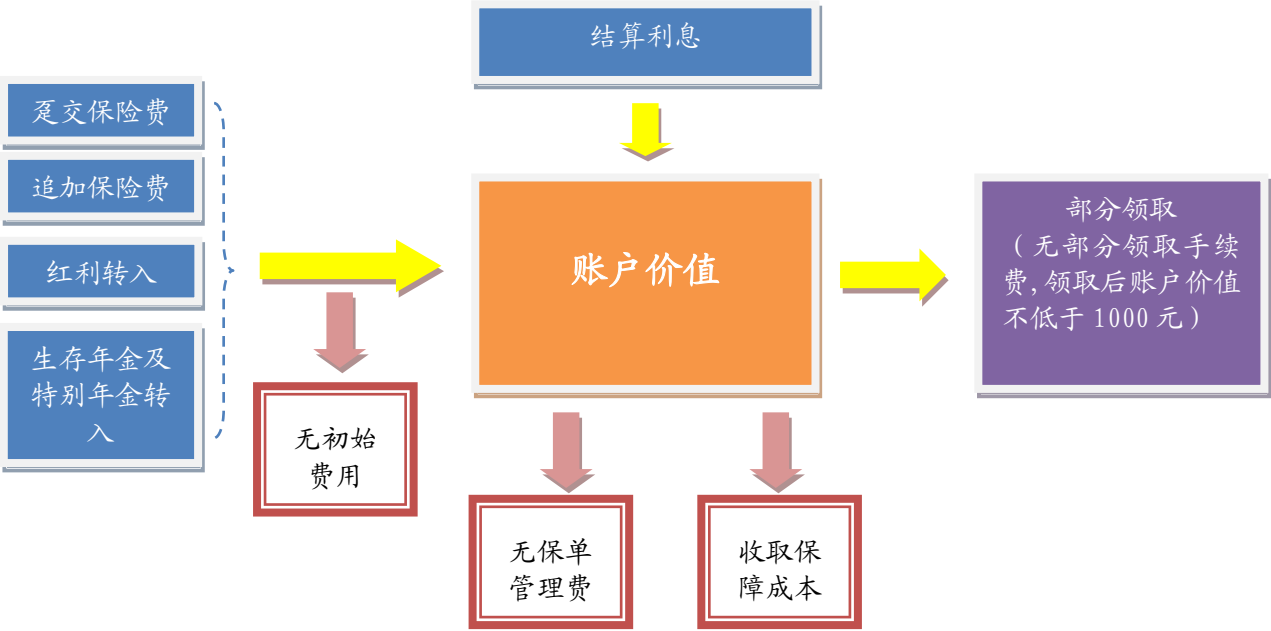 结算利息
趸交保险费
追加保险费
红利转入
生存年金及
特别年金转
入
账户价值
部分领取
（无部分领取手续
费,领取后账户价值
不低于1000元）
无初始
费用
无保单
管理费
收取保
障成本